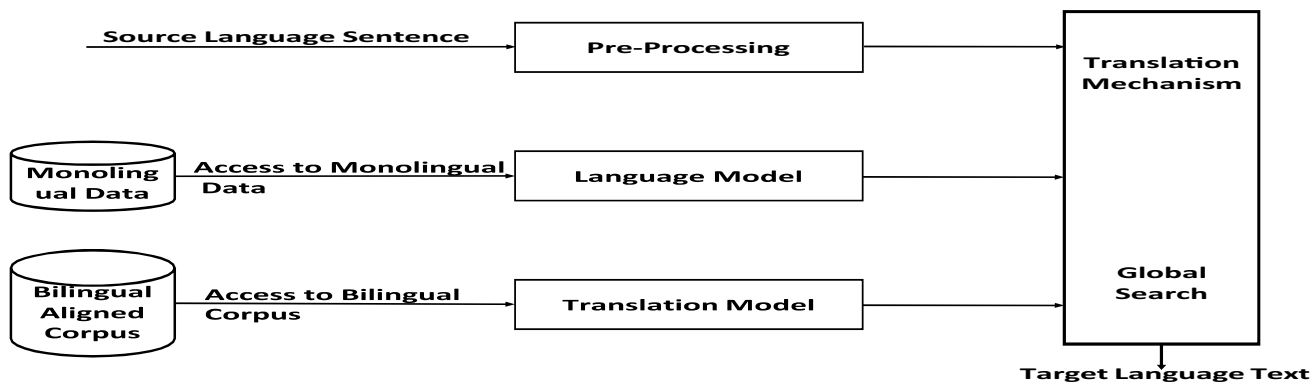 Source Language Sentence
Pre-Processing
Translation
Mechanism
Monoling
ual Data
Access to Monolingual
Data
Language Model
Bilingual
Aligned
Corpus
Access to Bilingual
Corpus
Translation Model
Global
Search
Target Language Text